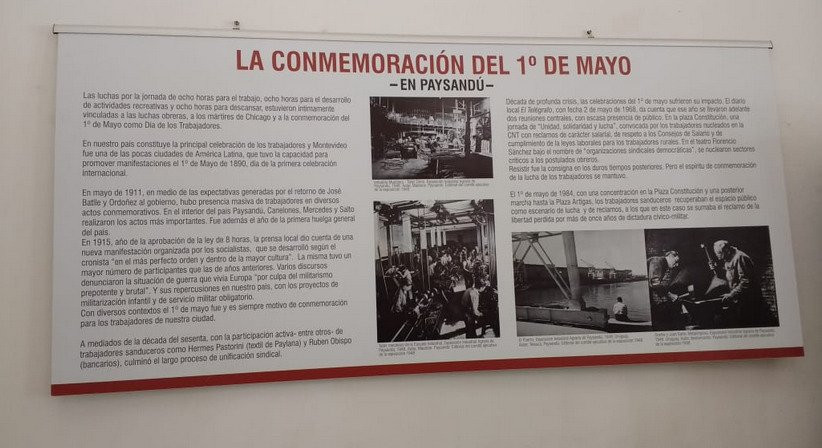 LA CONMEMORACIÓN DEL 1º DE MAYO
–EN PAYSANDÚ–
Las luchas por la jornada de ocho horas para el trabajo, ocho horas para el desarrollo
de actividades recreativas y ocho horas para descansar, estuvieron íntimamente
vinculadas a las luchas obreras, a los mártires de Chicago y a la conmemoración del
1º de Mayo como Día de los Trabajadores.
En nuestro país constituye la principal celebración de los trabajadores y Montevideo
fue una de las pocas ciudades de América Latina, que tuvo la capacidad para
promover manifestaciones el 1º de Mayo de 1890, día de la primera celebración
internacional.
En mayo de 1911, en medio de las expectativas generadas por el retorno de José
Batlle y Ordoñez al gobierno, hubo presencia masiva de trabajadores en diversos
actos conmemorativos. En el interior del país Paysandú, Canelones, Mercedes y Salto
realizaron los actos más importantes. Fue además el año de la primera huelga general
del país.
En 1915, año de la aprobación de la ley de 8 horas, la prensa local dio cuenta de una
nueva manifestación organizada por los socialistas, que se desarrolló según el
cronista "en el más perfecto orden y dentro de la mayor cultura". La misma tuvo un
mayor número de participantes que las de años anteriores. Varios discursos
denunciaron la situación de guerra que vivía Europa "por culpa del militarismo
prepotente y brutal". Y sus repercusiones en nuestro país, con los proyectos de
militarización infantil y de servicio militar obligatorio.
Con diversos contextos el 1º de mayo fue y es siempre motivo de conmemoración
para los trabajadores de nuestra ciudad.
A mediados de la década del sesenta, con la participación activa- entre otros- de
trabajadores sanduceros como Hermes Pastorini (textil de Paylana) y Ruben Obispo
(bancarios), culminó el largo proceso de unificación sindical.
Década de profunda crisis, las celebraciones del 1º de mayo sufrieron su impacto. El diario
local El Telégrafo, con fecha 2 de mayo de 1968, da cuenta que ese año se llevaron adelante
dos reuniones centrales, con escasa presencia de público. En la plaza Constitución, una
jornada de "Unidad, solidaridad y lucha", convocada por los trabajadores nucleados en la
CNT con reclamos de carácter salarial, de respeto a los Consejos de Salario y de
cumplimiento de las leyes laborales para los trabajadores rurales. En el teatro Florencio
Sánchez bajo el nombre de "organizaciones sindicales democráticas", se nuclearon sectores
críticos a los postulados obreros.
Resistir fue la consigna en los duros tiempos posteriores. Pero el espíritu de conmemoración
de la lucha de los trabajadores se mantuvo.
El 1º de mayo de 1984, con una concentración en la Plaza Constitución y una posterior
marcha hasta la Plaza Artigas, los trabajadores sanduceros recuperaban el espacio público
como escenario de lucha y de reclamos, a los que en este caso se sumaba el reclamo de la
libertad perdida por más de once años de dictadura cívico-militar.